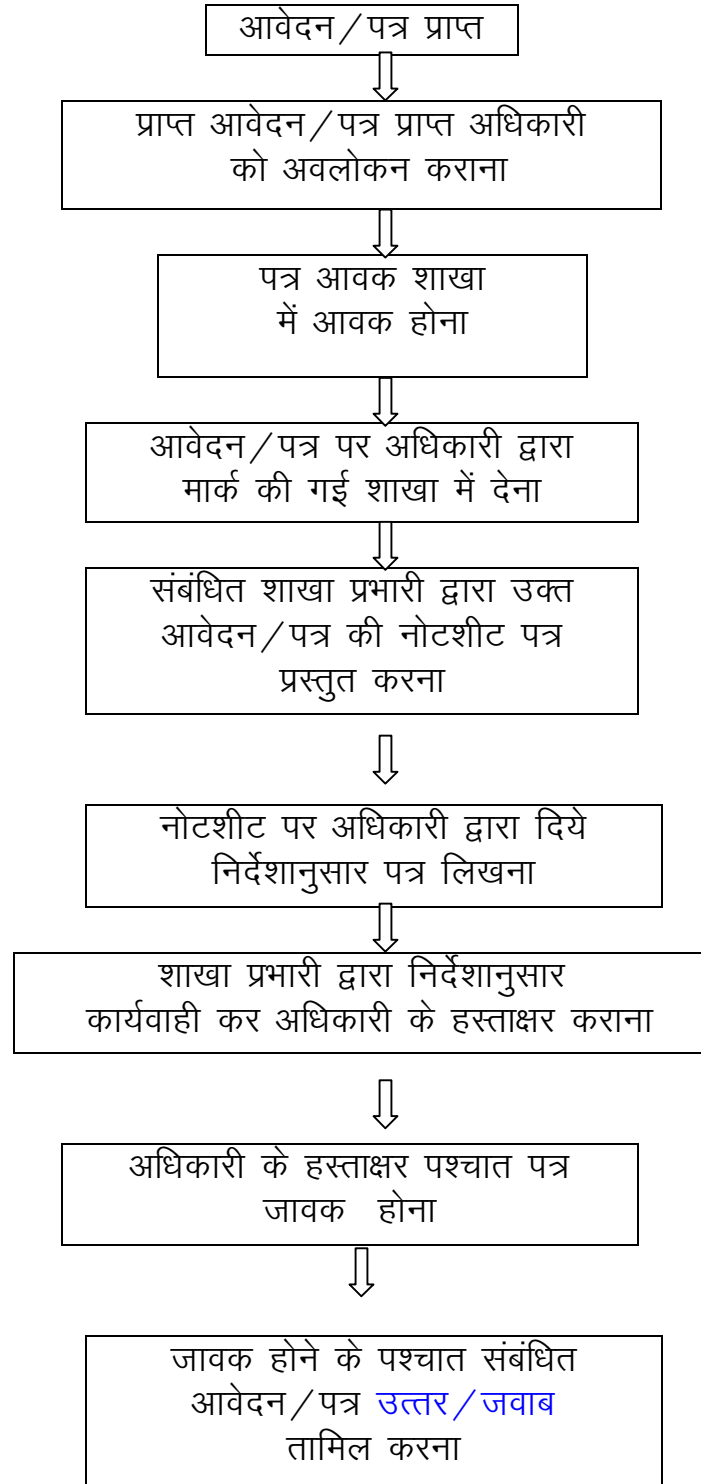 आवेदन/पत्र प्राप्त
प्राप्त आवेदन/पत्र प्राप्त अधिकारी
को अवलोकन कराना
पत्र आवक शाखा
में आवक होना
आवेदन/पत्र पर अधिकारी द्वारा
मार्क की गई शाखा में देना
संबंधित शाखा प्रभारी द्वारा उक्त
आवेदन/पत्र की नोटशीट पत्र
प्रस्तुत करना
नोटशीट पर अधिकारी द्वारा दिये
निर्देशानुसार पत्र लिखना
शाखा प्रभारी द्वारा निर्देशानुसार
कार्यवाही कर अधिकारी के हस्ताक्षर कराना
अधिकारी के हस्ताक्षर पश्चात पत्र
जावक होना
जावक होने के पश्चात संबंधित
आवेदन/पत्र उत्तर/जवाब
तामिल करना